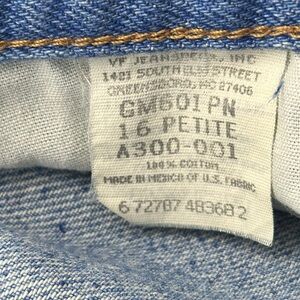 VF JEANSWEAR, INC
1421 SOUTH ELM STREET
GREENSBORO, NC 27406
GM601PN
16 PETITE
A300-001
100% COTTON
MADE IN MEXICO OF U.S. FABRIC
6 72787 48368 2